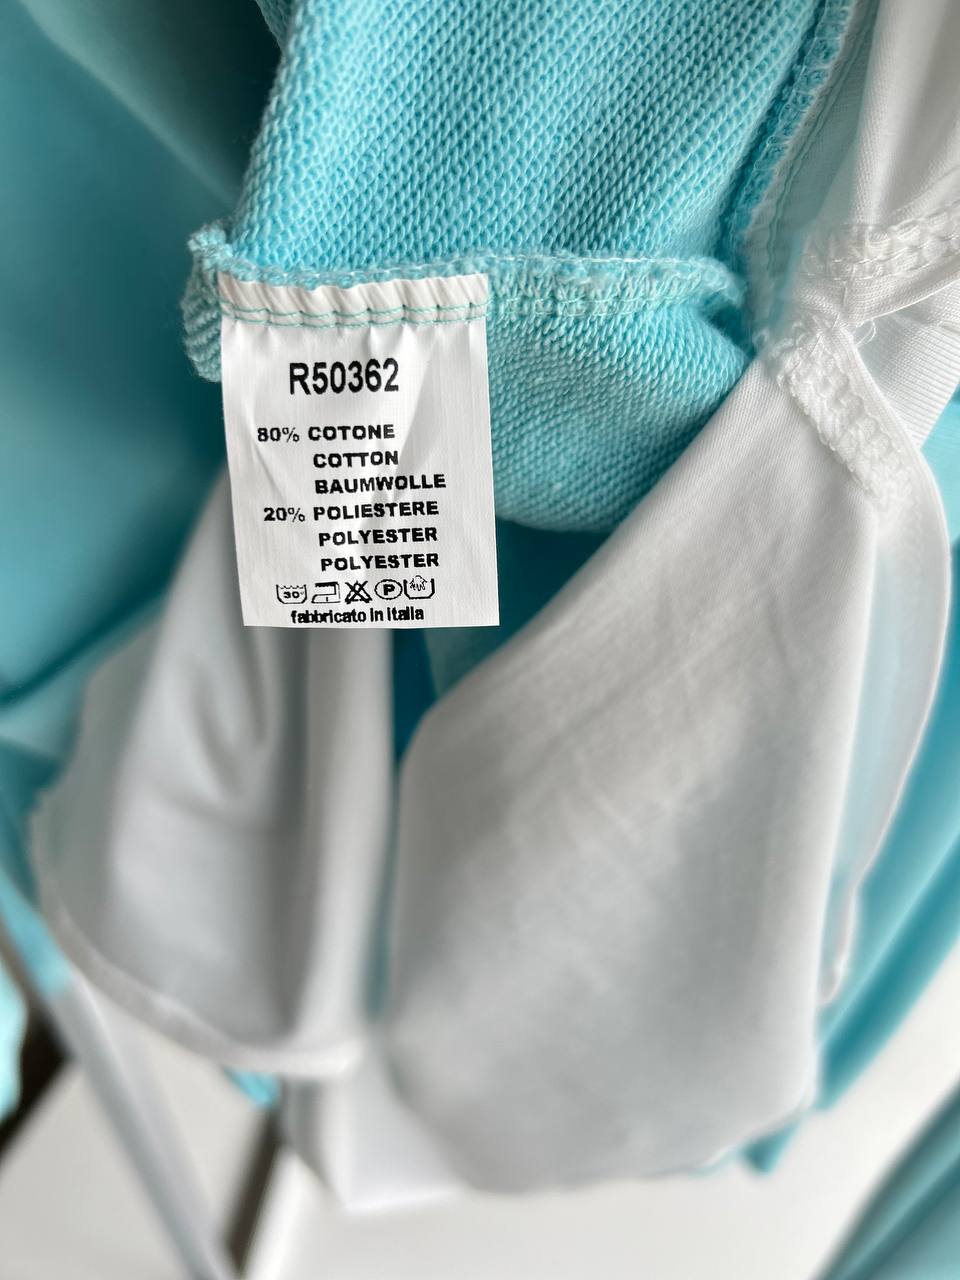 R50362
80% COTONE
COTTON
BAUMWOLLE
20% POLIESTERE
POLYESTER
POLYESTER
30° P
fabbricato in italia